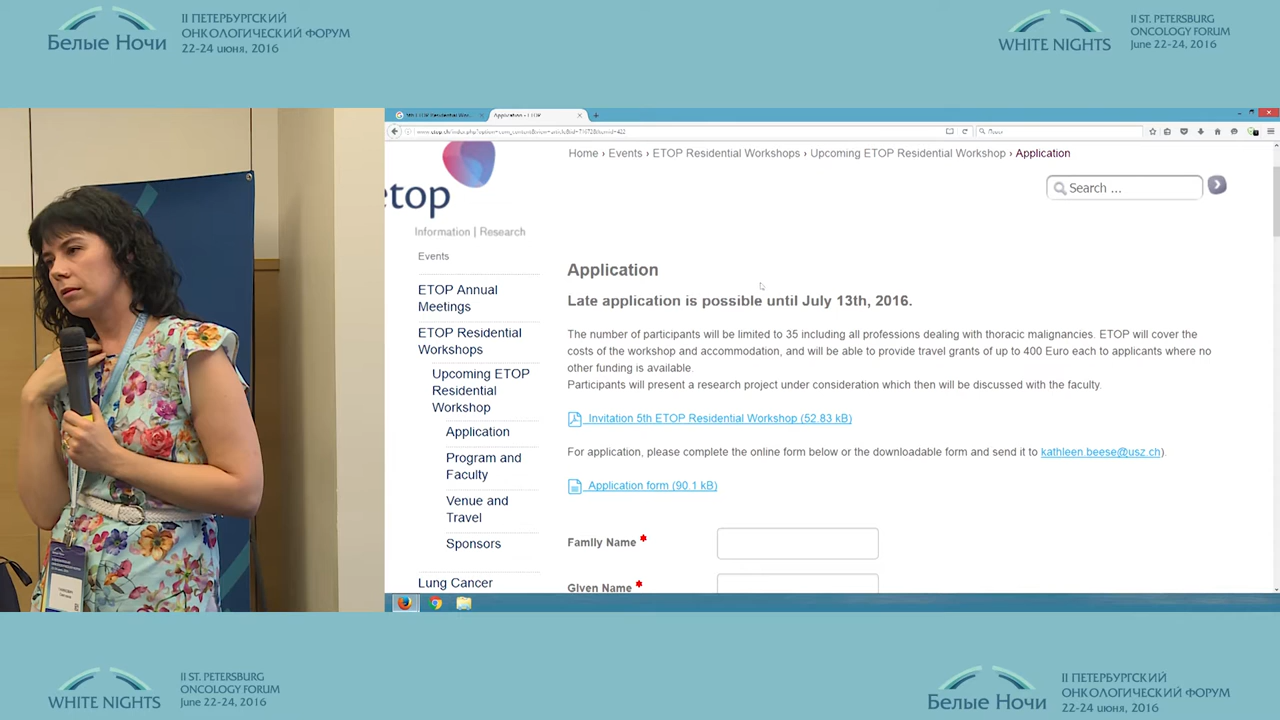 Белые Ночи
II ПЕТЕРБУРГСКИЙ
ОНКОЛОГИЧЕСКИЙ ФОРУМ
22-24 июня, 2016
WHITE NIGHTS
II ST. PETERSBURG
ONCOLOGY FORUM
June 22-24, 2016
Application - ETOP
Home › Events › ETOP Residential Workshops › Upcoming ETOP Residential Workshop › Application
Search ...
etop
Information | Research
Events
ETOP Annual
Meetings
ETOP Residential
Workshops
Upcoming ETOP
Residential
Workshop
Application
Program and
Faculty
Venue and
Travel
Sponsors
Lung Cancer
Application
Late application is possible until July 13th, 2016.
The number of participants will be limited to 35 including all professions dealing with thoracic malignancies. ETOP will cover the
costs of the workshop and accommodation, and will be able to provide travel grants of up to 400 Euro each to applicants where no
other funding is available.
Participants will present a research project under consideration which then will be discussed with the faculty.
Invitation 5th ETOP Residential Workshop (52.83 kB)
For application, please complete the online form below or the downloadable form and send it to kathleen.beese@usz.ch).
Application form (90.1 kB)
Family Name *
Given Name *
WHITE NIGHTS
II ST. PETERSBURG
ONCOLOGY FORUM
June 22-24, 2016
Белые Ночи
II ПЕТЕРБУРГСКИЙ
ОНКОЛОГИЧЕСКИЙ ФОРУМ
22-24 июня, 2016